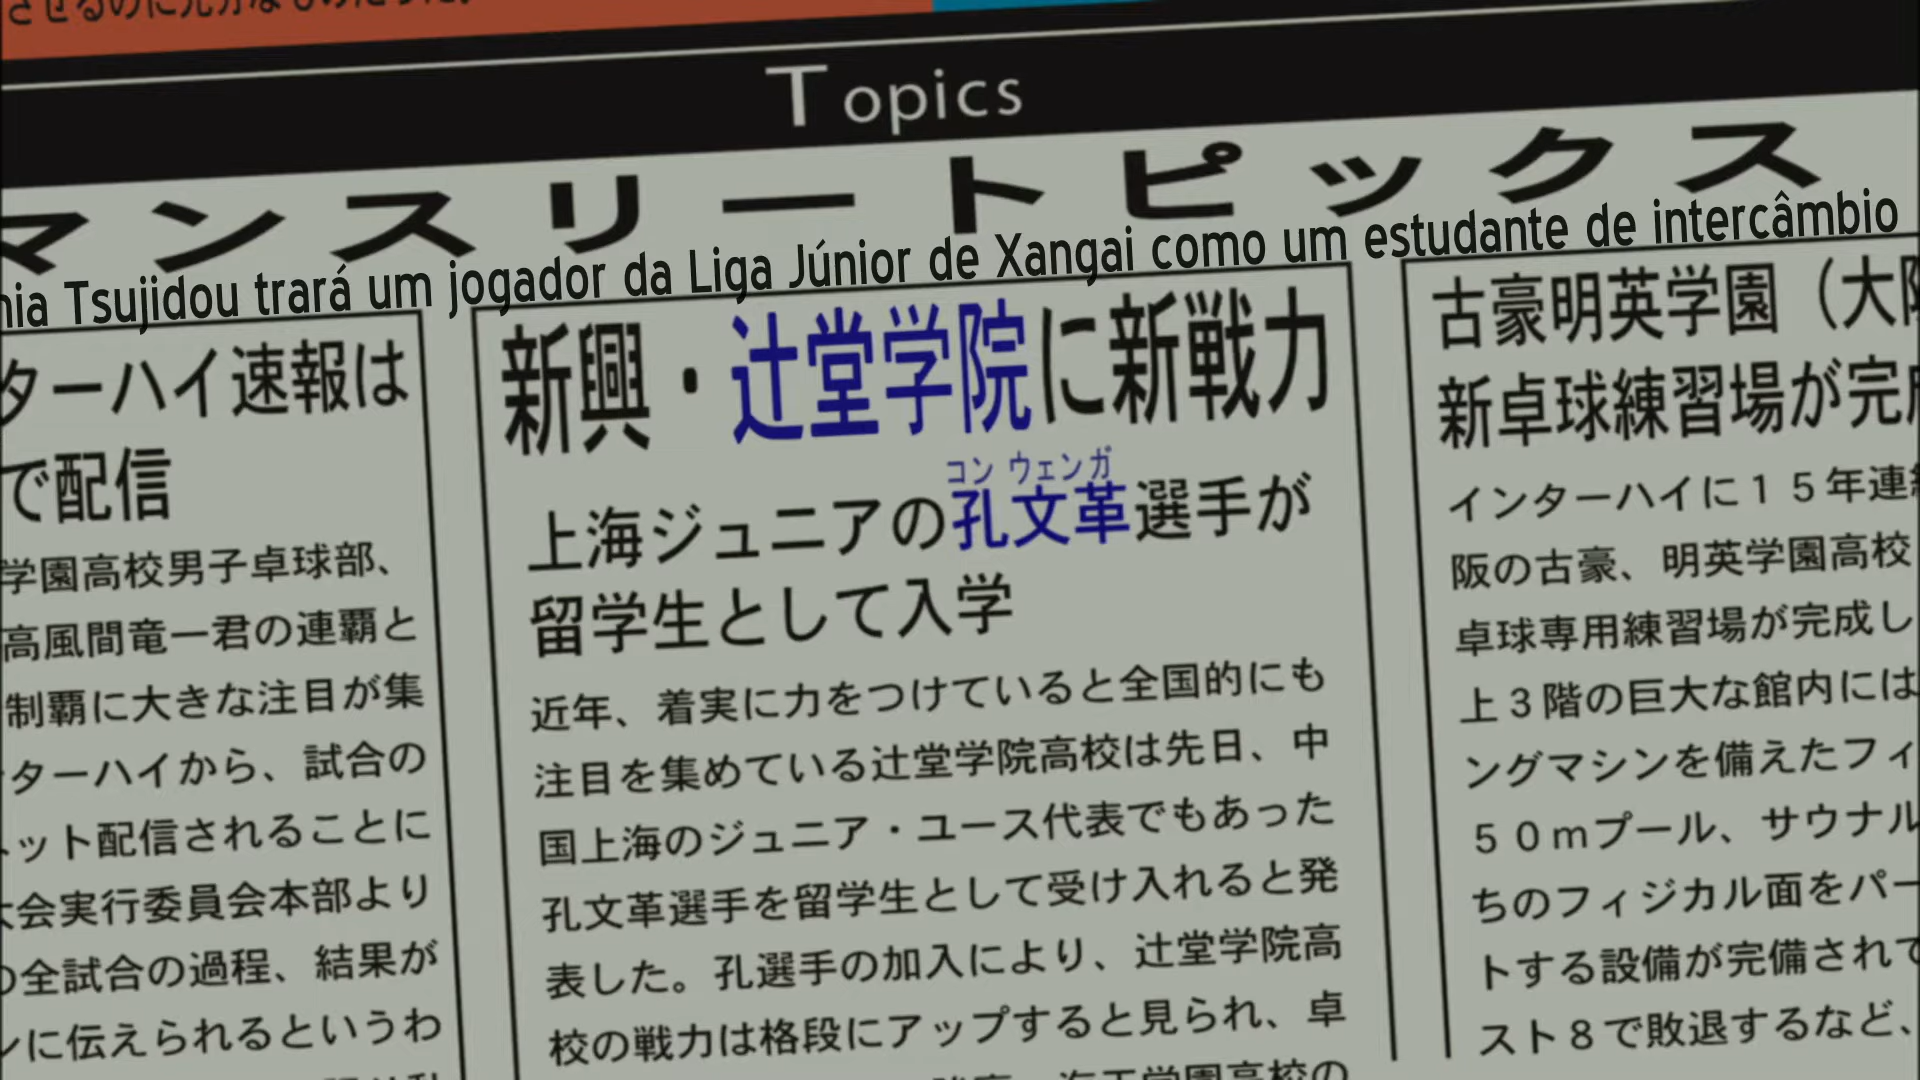 Topics
マンスリートピックス
Tsujidou trará um jogador da Liga Júnior de Xangai como um estudante de intercâmbio
ターハイ速報は
で配信
学園高校男子卓球部、
高風間竜一君の連覇と
制覇に大きな注目が集
ターハイから、試合の
ネット配信されることに
大会実行委員会本部より
の全試合の過程、結果が
ンに伝えられるというわ
新興・辻堂学院に新戦力
コン ウェンガ
上海ジュニアの孔文革選手が
留学生として入学
近年、着実に力をつけていると全国的にも
注目を集めている辻堂学院高校は先日、中
国上海のジュニア・ユース代表でもあった
孔文革選手を留学生として受け入れると発
表した。孔選手の加入により、辻堂学院高
校の戦力は格段にアップすると見られ、卓
海王学園高校の
古豪明英学園（大阪
新卓球練習場が完成
インターハイに１５年連続
阪の古豪、明英学園高校
卓球専用練習場が完成し
上３階の巨大な館内には
ングマシンを備えたフィ
５０ｍプール、サウナル
ちのフィジカル面をパー
トする設備が完備されて
スト８で敗退するなど、